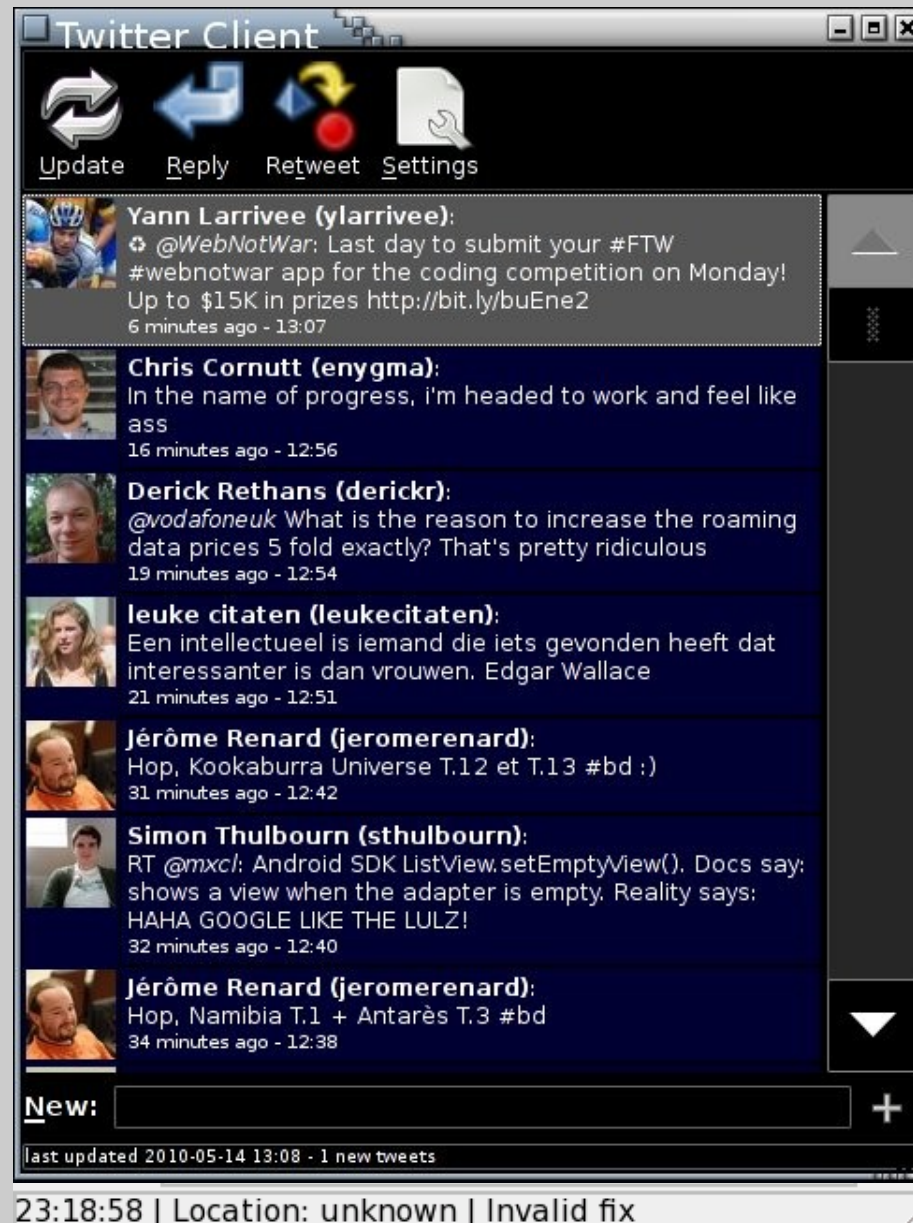 Twitter Client
Update Reply Retweet Settings
Yann Larrivee (ylarrivee):
♻ @WebNotWar: Last day to submit your #FTW
#webnotwar app for the coding competition on Monday!
Up to $15K in prizes http://bit.ly/buEne2
6 minutes ago - 13:07
Chris Cornutt (enygma):
In the name of progress, i'm headed to work and feel like
ass
16 minutes ago - 12:56
Derick Rethans (derickr):
@vodafoneuk What is the reason to increase the roaming
data prices 5 fold exactly? That's pretty ridiculous
19 minutes ago - 12:54
leuke citaten (leukecitaten):
Een intellectueel is iemand die iets gevonden heeft dat
interessanter is dan vrouwen. Edgar Wallace
21 minutes ago - 12:51
Jérôme Renard (jeromerenard):
Hop, Kookaburra Universe T.12 et T.13 #bd :)
31 minutes ago - 12:42
Simon Thulbourn (sthulbourn):
RT @mxcl: Android SDK ListView.setEmptyView(). Docs say:
shows a view when the adapter is empty. Reality says:
HAHA GOOGLE LIKE THE LULZ!
32 minutes ago - 12:40
Jérôme Renard (jeromerenard):
Hop, Namibia T.1 + Antarès T.3 #bd
34 minutes ago - 12:38
New:
last updated 2010-05-14 13:08 - 1 new tweets
23:18:58 | Location: unknown | Invalid fix